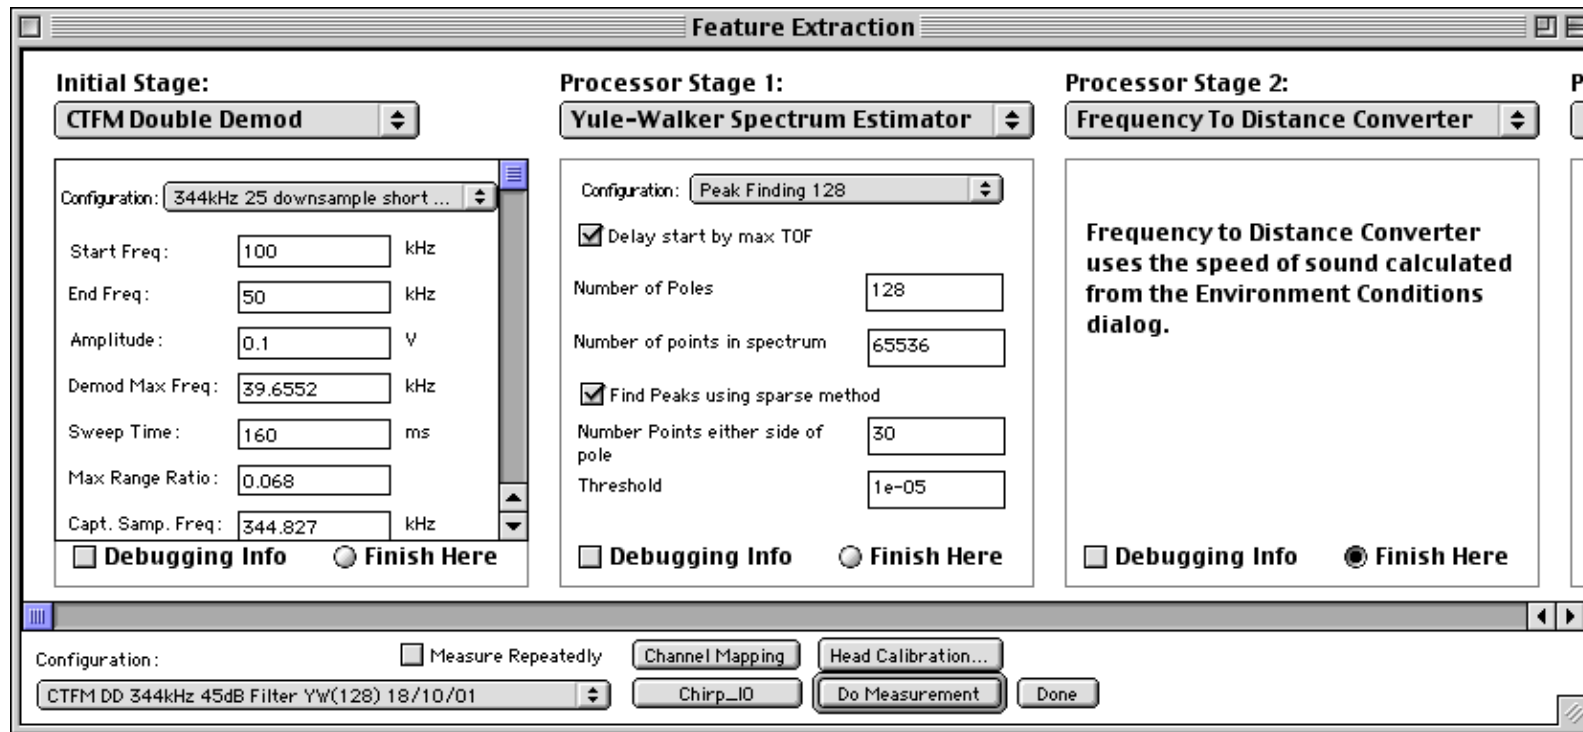 Feature Extraction
Initial Stage:
CTFM Double Demod
Configuration: 344kHz 25 downsample short ...
Start Freq: 100 kHz
End Freq: 50 kHz
Amplitude: 0.1 V
Demod Max Freq: 39.6552 kHz
Sweep Time: 160 ms
Max Range Ratio: 0.068
Capt. Samp. Freq: 344.827 kHz
Debugging Info Finish Here
Processor Stage 1:
Yule-Walker Spectrum Estimator
Configuration: Peak Finding 128
Delay start by max TOF
Number of Poles 128
Number of points in spectrum 65536
Find Peaks using sparse method
Number Points either side of 30
pole
Threshold 1e-05
Debugging Info Finish Here
Processor Stage 2:
Frequency To Distance Converter
Frequency to Distance Converter
uses the speed of sound calculated
from the Environment Conditions
dialog.
Debugging Info Finish Here
P
Configuration: Measure Repeatedly Channel Mapping Head Calibration...
CTFM DD 344kHz 45dB Filter YW(128) 18/10/01 Chirp_IO Do Measurement Done